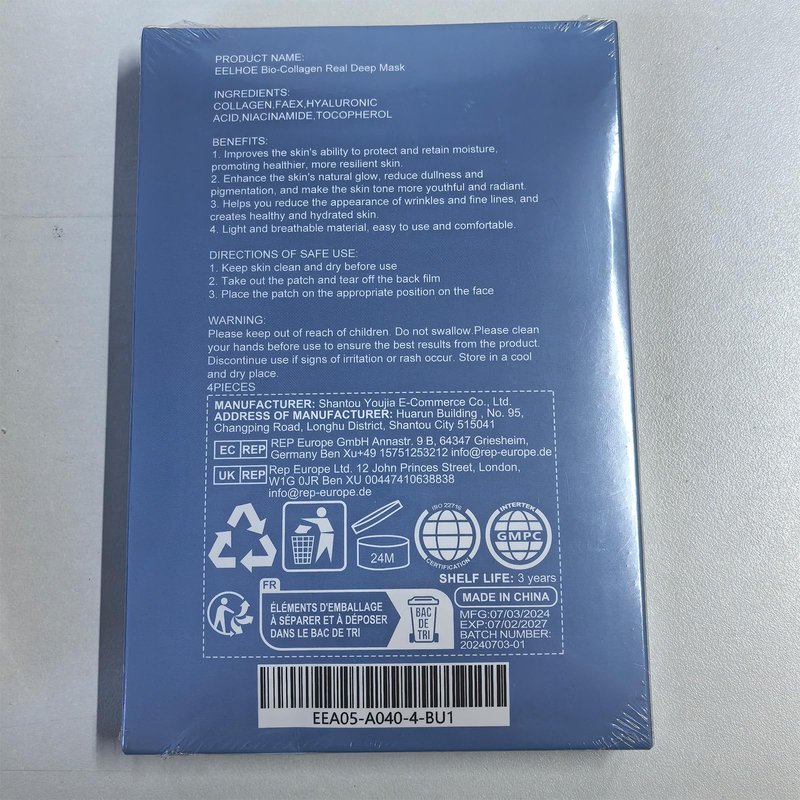 PRODUCT NAME:
EELHOE Bio-Collagen Real Deep Mask
INGREDIENTS:
COLLAGEN,FAEX,HYALURONIC
ACID,NIACINAMIDE,TOCOPHEROL
BENEFITS:
1. Improves the skin's ability to protect and retain moisture,
promoting healthier, more resilient skin.
2. Enhance the skin's natural glow, reduce dullness and
pigmentation, and make the skin tone more youthful and radiant.
3. Helps you reduce the appearance of wrinkles and fine lines, and
creates healthy and hydrated skin.
4. Light and breathable material, easy to use and comfortable.
DIRECTIONS OF SAFE USE:
1. Keep skin clean and dry before use
2. Take out the patch and tear off the back film
3. Place the patch on the appropriate position on the face
WARNING:
Please keep out of reach of children. Do not swallow.Please clean
your hands before use to ensure the best results from the product.
Discontinue use if signs of irritation or rash occur. Store in a cool
and dry place.
4PIECES
MANUFACTURER: Shantou Youjia E-Commerce Co., Ltd.
ADDRESS OF MANUFACTURER: Huarun Building , No. 95,
Changping Road, Longhu District, Shantou City 515041
EC REP REP Europe GmbH Annastr. 9 B, 64347 Griesheim,
Germany Ben Xu+49 15751253212 info@rep-europe.de
UK REP Rep Europe Ltd. 12 John Princes Street, London,
W1G 0JR Ben XU 00447410638838
info@rep-europe.de
24M
ISO 22716
CERTIFICATION
INTERTEK
GMPC
SHELF LIFE: 3 years
FR
ÉLÉMENTS D'EMBALLAGE
À SÉPARER ET À DÉPOSER
DANS LE BAC DE TRI
BAC
DE
TRI
MADE IN CHINA
MFG:07/03/2024
EXP:07/02/2027
BATCH NUMBER:
20240703-01
EEA05-A040-4-BU1